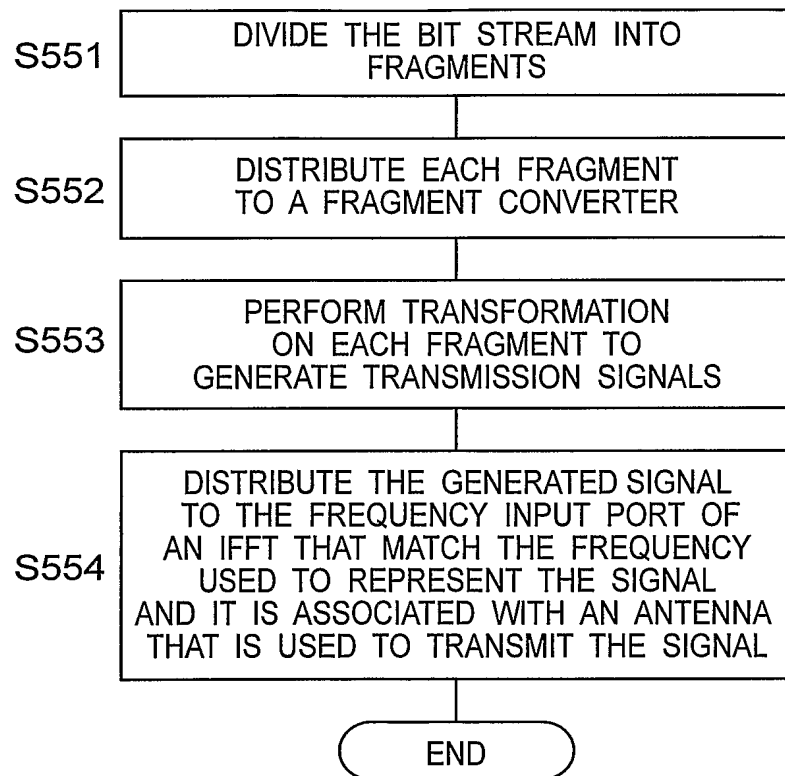 S551
DIVIDE THE BIT STREAM INTO
FRAGMENTS
S552
DISTRIBUTE EACH FRAGMENT
TO A FRAGMENT CONVERTER
S553
PERFORM TRANSFORMATION
ON EACH FRAGMENT TO
GENERATE TRANSMISSION SIGNALS
S554
DISTRIBUTE THE GENERATED SIGNAL
TO THE FREQUENCY INPUT PORT OF
AN IFFT THAT MATCH THE FREQUENCY
USED TO REPRESENT THE SIGNAL
AND IT IS ASSOCIATED WITH AN ANTENNA
THAT IS USED TO TRANSMIT THE SIGNAL
END